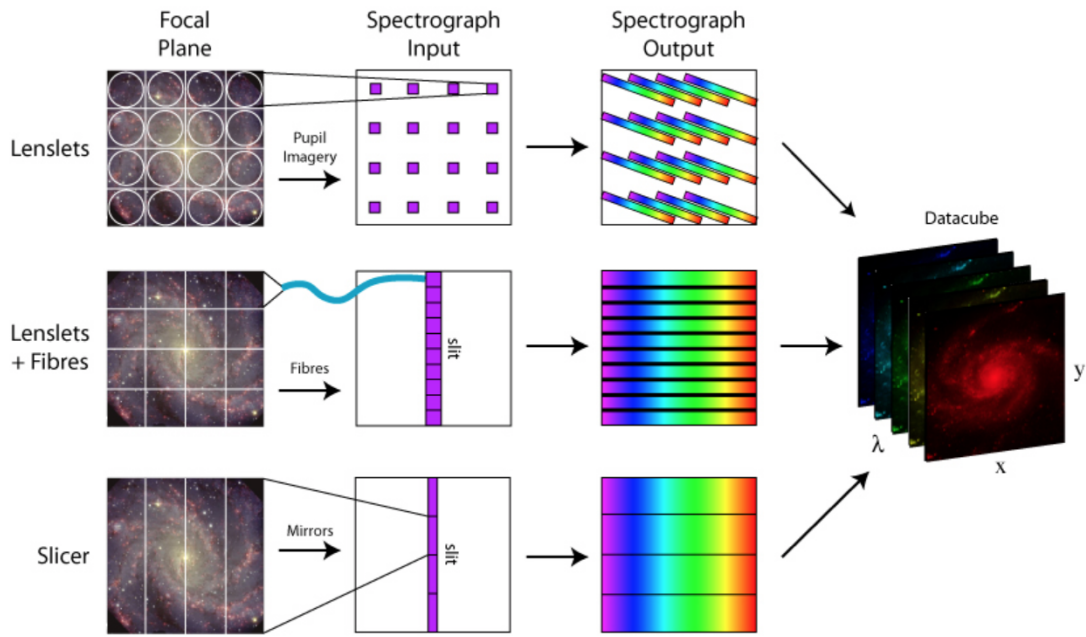 Focal
Plane
Spectrograph
Input
Spectrograph
Output
Lenslets
Pupil
Imagery
Datacube
Lenslets
+ Fibres
Fibres
slit
y
λ
x
Slicer
Mirrors
slit